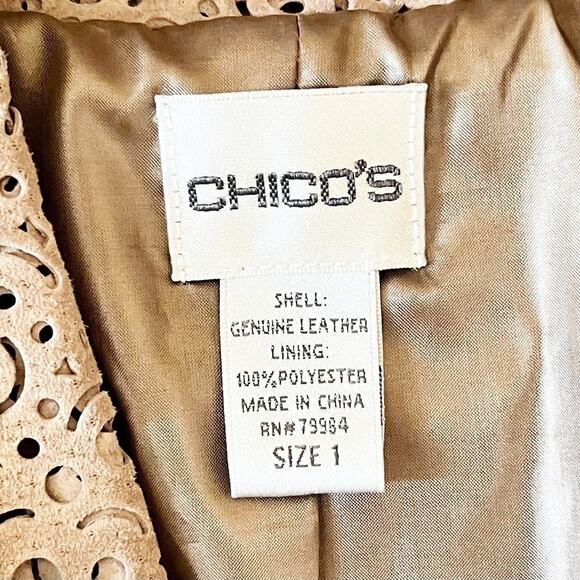 CHICO'S
SHELL:
GENUINE LEATHER
LINING:
100%POLYESTER
MADE IN CHINA
RN#79984
SIZE 1